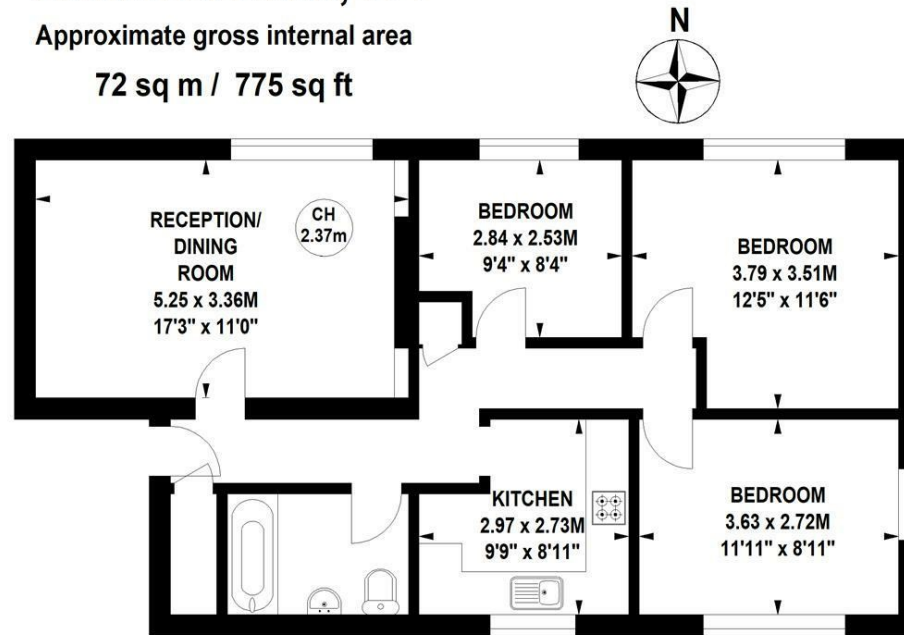 Approximate gross internal area
72 sq m / 775 sq ft
N
RECEPTION/
DINING
ROOM
5.25 x 3.36M
17'3" x 11'0"
CH
2.37m
BEDROOM
2.84 x 2.53M
9'4" x 8'4"
BEDROOM
3.79 x 3.51M
12'5" x 11'6"
KITCHEN
2.97 x 2.73M
9'9" x 8'11"
BEDROOM
3.63 x 2.72M
11'11" x 8'11"